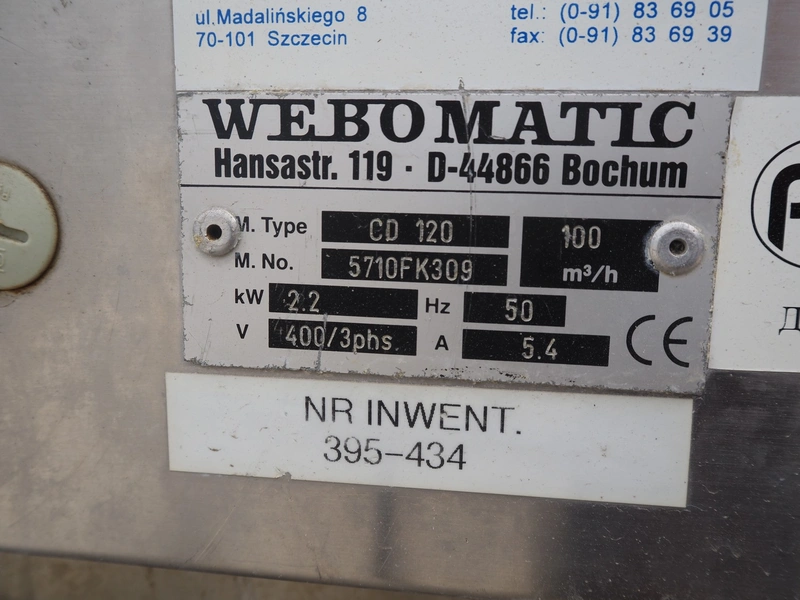 ul.Madalińskiego 8 tel.: (0-91) 83 69 05
70-101 Szczecin fax: (0-91) 83 69 39
WEBOMATIC
Hansastr. 119 · D-44866 Bochum
M. Type CD 120 100
M. No. 5710FK309 m³/h
kW 2.2 Hz 50
V 400/3phs. A 5.4 CE
NR INWENT.
395-434